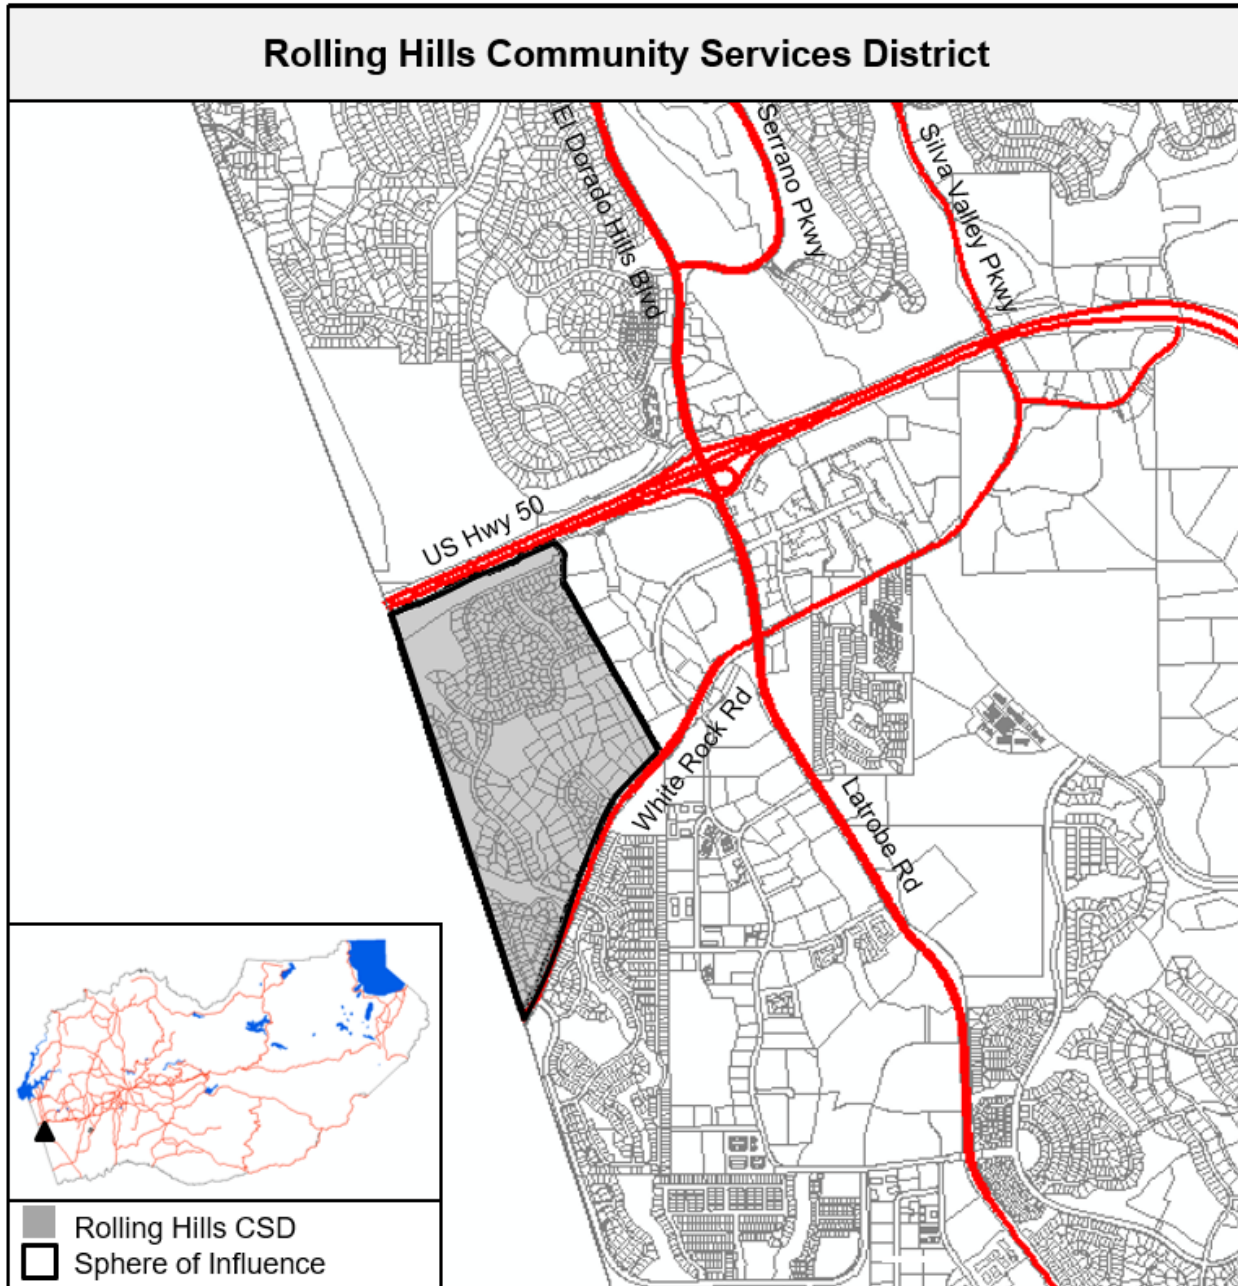 Rolling Hills Community Services District
El Dorado Hills Blvd
Serrano Pkwy
Silva Valley Pkwy
US Hwy 50
White Rock Rd
Latrobe Rd
Rolling Hills CSD
Sphere of Influence